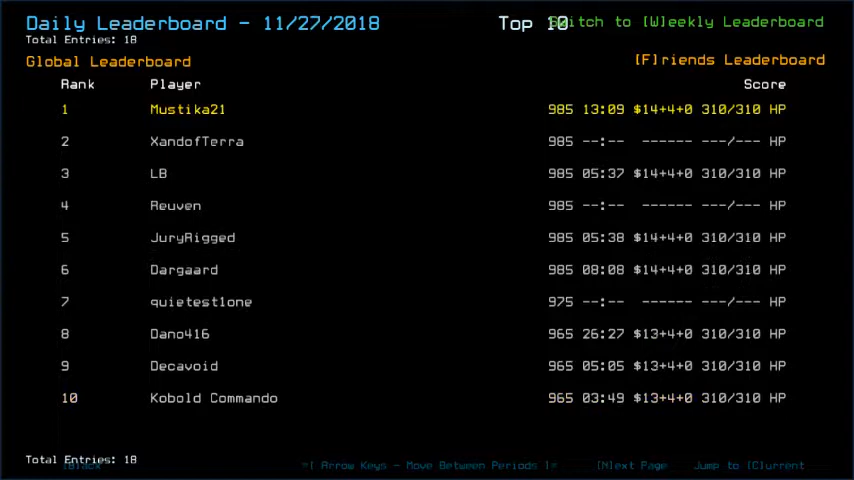 Daily Leaderboard - 11/27/2018 Top 10 Switch to [W]eekly Leaderboard
Total Entries: 18
Global Leaderboard [F]riends Leaderboard
Rank Player Score
1 Mustika21 985 13:09 $14+4+0 310/310 HP
2 XandofTerra 985 --:-- ------ ---/--- HP
3 LB 985 05:37 $14+4+0 310/310 HP
4 Reuven 985 --:-- ------ ---/--- HP
5 JuryRigged 985 05:38 $14+4+0 310/310 HP
6 Dargaard 985 08:08 $14+4+0 310/310 HP
7 quietest1one 975 --:-- ------ ---/--- HP
8 Dano416 965 26:27 $13+4+0 310/310 HP
9 Decavoid 965 05:05 $13+4+0 310/310 HP
10 Kobold Commando 965 03:49 $13+4+0 310/310 HP
Total Entries: 18
[B]ack =[ Arrow Keys - Move Between Periods ]= [N]ext Page Jump to [C]urrent